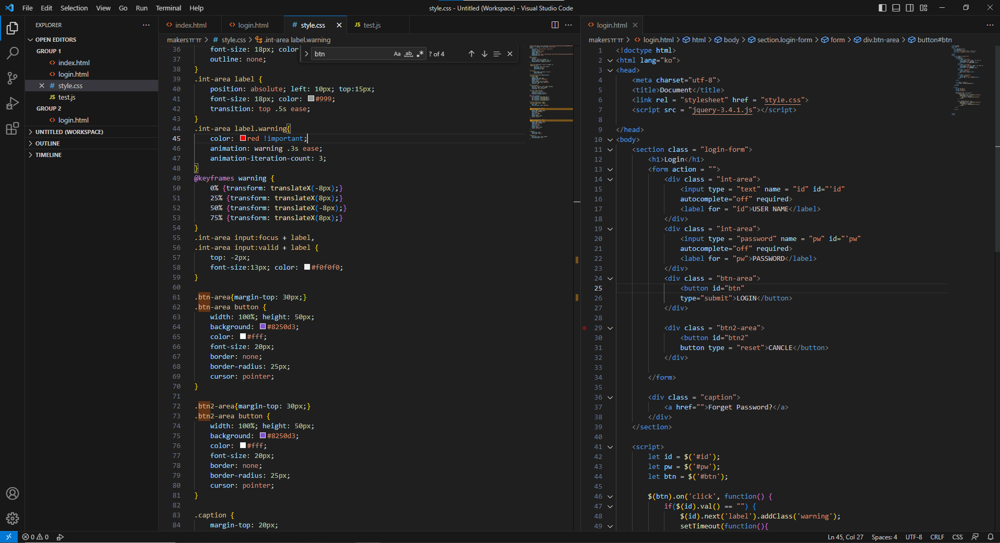 File Edit Selection View Go Run Terminal Help
style.css - Untitled (Workspace) - Visual Studio Code
EXPLORER
OPEN EDITORS
GROUP 1
index.html
login.html
# style.css
JS test.js
GROUP 2
login.html
UNTITLED (WORKSPACE)
OUTLINE
TIMELINE
index.html
login.html
# style.css
JS test.js
makersㅠㅠ > # style.css > .int-area label.warning
btn
Aa ab .*
? of 4
36 font-size: 18px; color
37 outline: none;
38 }
39 .int-area label {
40 position: absolute; left: 10px; top:15px;
41 font-size: 18px; color: #999;
42 transition: top .5s ease;
43 }
44 .int-area label.warning{
45 color: red !important;
46 animation: warning .3s ease;
47 animation-iteration-count: 3;
48 }
49 @keyframes warning {
50 0% {transform: translateX(-8px);}
51 25% {transform: translateX(8px);}
52 50% {transform: translateX(-8px);}
53 75% {transform: translateX(8px);}
54 }
55 .int-area input:focus + label,
56 .int-area input:valid + label {
57 top: -2px;
58 font-size:13px; color: #f0f0f0;
59 }
60
61 .btn-area{margin-top: 30px;}
62 .btn-area button {
63 width: 100%; height: 50px;
64 background: #8250d3;
65 color: #fff;
66 font-size: 20px;
67 border: none;
68 border-radius: 25px;
69 cursor: pointer;
70 }
71
72 .btn2-area{margin-top: 30px;}
73 .btn2-area button {
74 width: 100%; height: 50px;
75 background: #8250d3;
76 color: #fff;
77 font-size: 20px;
78 border: none;
79 border-radius: 25px;
80 cursor: pointer;
81 }
82
83 .caption {
84 margin-top: 20px;
login.html
makersㅠㅠ > login.html > html > body > section.login-form > form > div.btn-area > button#btn
1 <!doctype html>
2 <html lang="ko">
3 <head>
4 <meta charset="utf-8">
5 <title>Document</title>
6 <link rel = "stylesheet" href = "style.css">
7 <script src = "jquery-3.4.1.js"></script>
8
9 </head>
10 <body>
11 <section class = "login-form">
12 <h1>Login</h1>
13 <form action = "">
14 <div class = "int-area">
15 <input type = "text" name = "id" id="'id"
16 autocomplete="off" required>
17 <label for = "id">USER NAME</label>
18 </div>
19 <div class = "int-area">
20 <input type = "password" name = "pw" id="'pw"
21 autocomplete="off" required>
22 <label for = "pw">PASSWORD</label>
23 </div>
24 <div class = "btn-area">
25 <button id="btn"
26 type="submit">LOGIN</button>
27 </div>
28
29 <div class = "btn2-area">
30 <button id="btn2"
31 button type = "reset">CANCLE</button>
32 </div>
33
34 </form>
35
36 <div class = "caption">
37 <a href="">Forget Password?</a>
38 </div>
39 </section>
40
41 <script>
42 let id = $('#id');
43 let pw = $('#pw');
44 let btn = $('#btn');
45
46 $(btn).on('click', function() {
47 if($(id).val() == "") {
48 $(id).next('label').addClass('warning');
49 setTimeout(function(){
0 0
Ln 45, Col 27 Spaces: 4 UTF-8 CRLF CSS